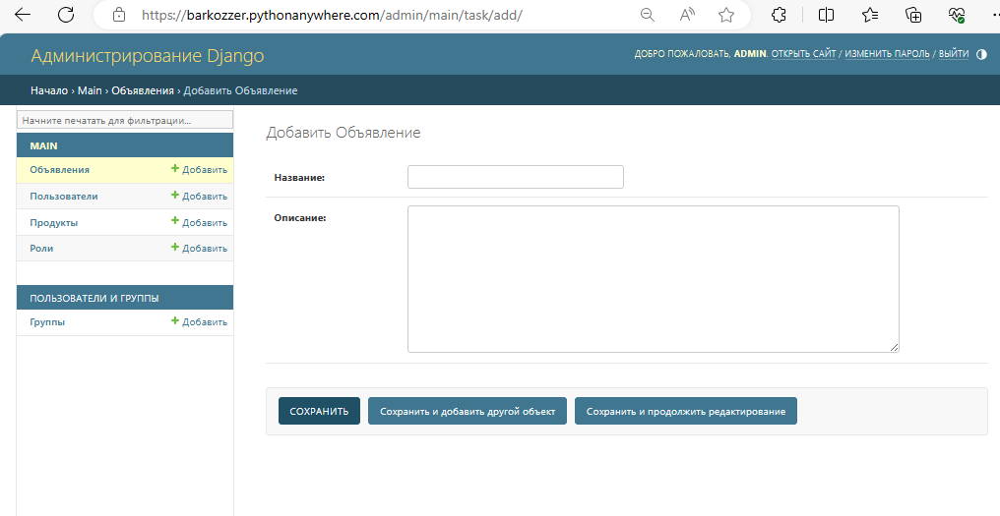 https://barkozzer.pythonanywhere.com/admin/main/task/add/
Администрирование Django
ДОБРО ПОЖАЛОВАТЬ, ADMIN. ОТКРЫТЬ САЙТ / ИЗМЕНИТЬ ПАРОЛЬ / ВЫЙТИ
Начало › Main › Объявления › Добавить Объявление
Начните печатать для фильтрации...
MAIN
Объявления + Добавить
Пользователи + Добавить
Продукты + Добавить
Роли + Добавить
ПОЛЬЗОВАТЕЛИ И ГРУППЫ
Группы + Добавить
Добавить Объявление
Название:
Описание:
СОХРАНИТЬ
Сохранить и добавить другой объект
Сохранить и продолжить редактирование